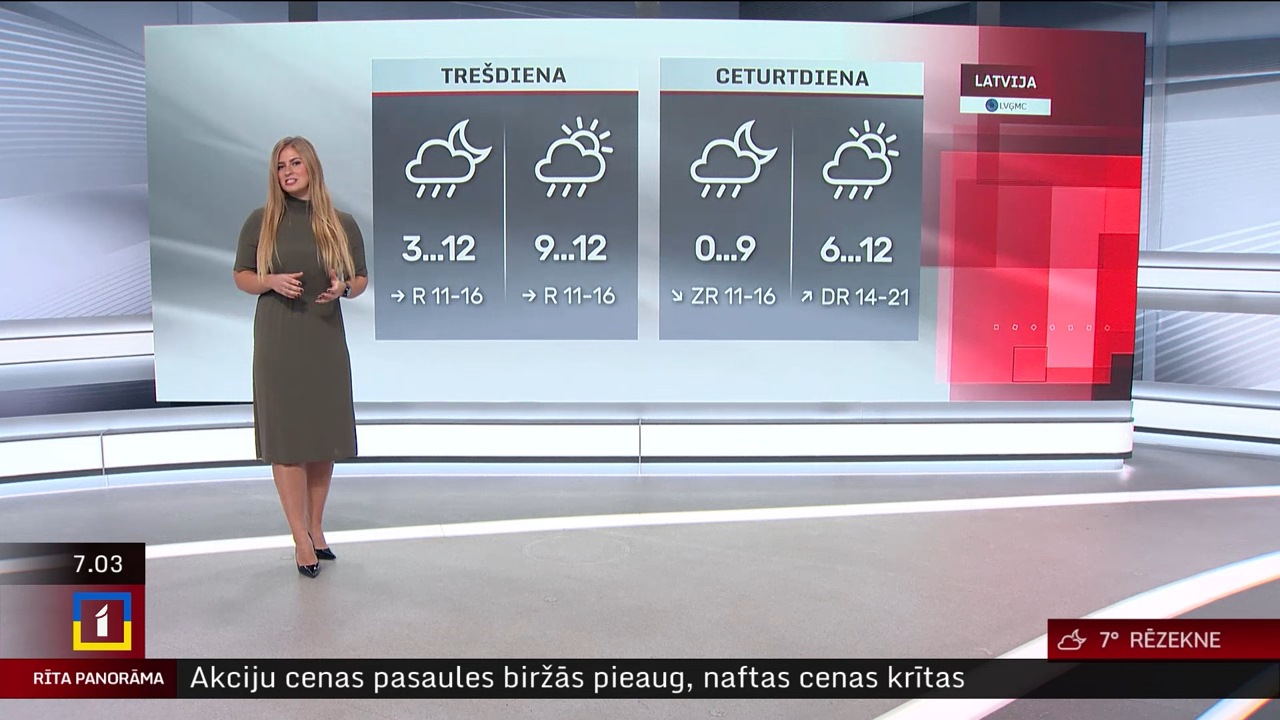 TREŠDIENA
3...12
9...12
→ R 11-16
→ R 11-16
CETURTDIENA
0...9
6...12
↘ ZR 11-16
↗ DR 14-21
LATVIJA
LVĢMC
7.03
1
7° RĒZEKNE
RĪTA PANORĀMA
Akciju cenas pasaules biržās pieaug, naftas cenas krītas